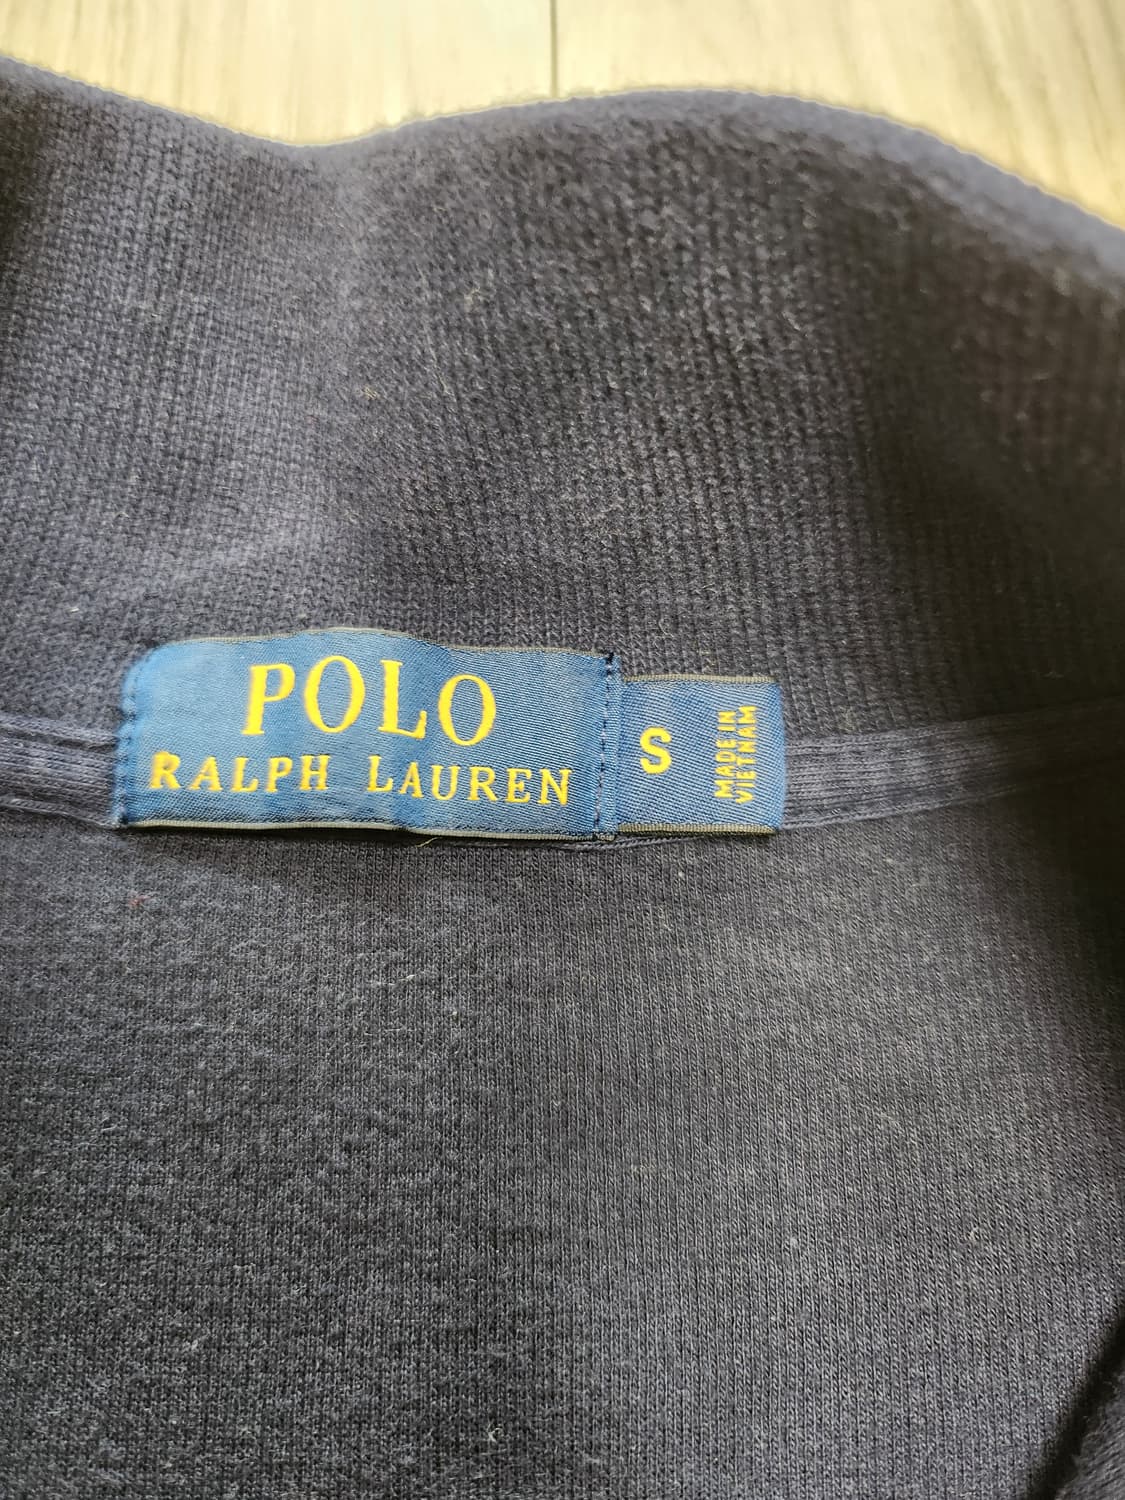 POLO
RALPH LAUREN
S
MADE IN
VIETNAM